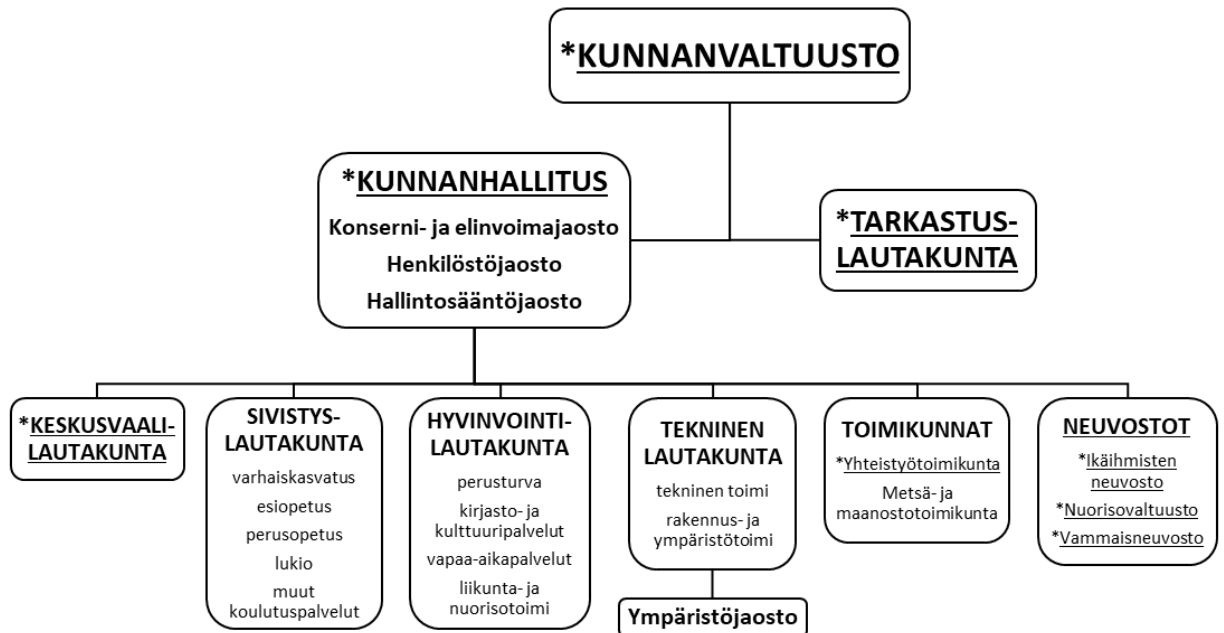 *KUNNANVALTUUSTO
*KUNNANHALLITUS
Konserni- ja elinvoimajaosto
Henkilöstöjaosto
Hallintosääntöjaosto
*TARKASTUS-
LAUTAKUNTA
*KESKUSVAALI-
LAUTAKUNTA
SIVISTYS-
LAUTAKUNTA
varhaiskasvatus
esiopetus
perusopetus
lukio
muut
koulutuspalvelut
HYVINVOINTI-
LAUTAKUNTA
perusturva
kirjasto- ja
kulttuuripalvelut
vapaa-aikapalvelut
liikunta- ja
nuorisotoimi
TEKNINEN
LAUTAKUNTA
tekninen toimi
rakennus- ja
ympäristötoimi
Ympäristöjaosto
TOIMIKUNNAT
*Yhteistyötoimikunta
Metsä- ja
maanostotoimikunta
NEUVOSTOT
*Ikäihmisten
neuvosto
*Nuorisovaltuusto
*Vammaisneuvosto